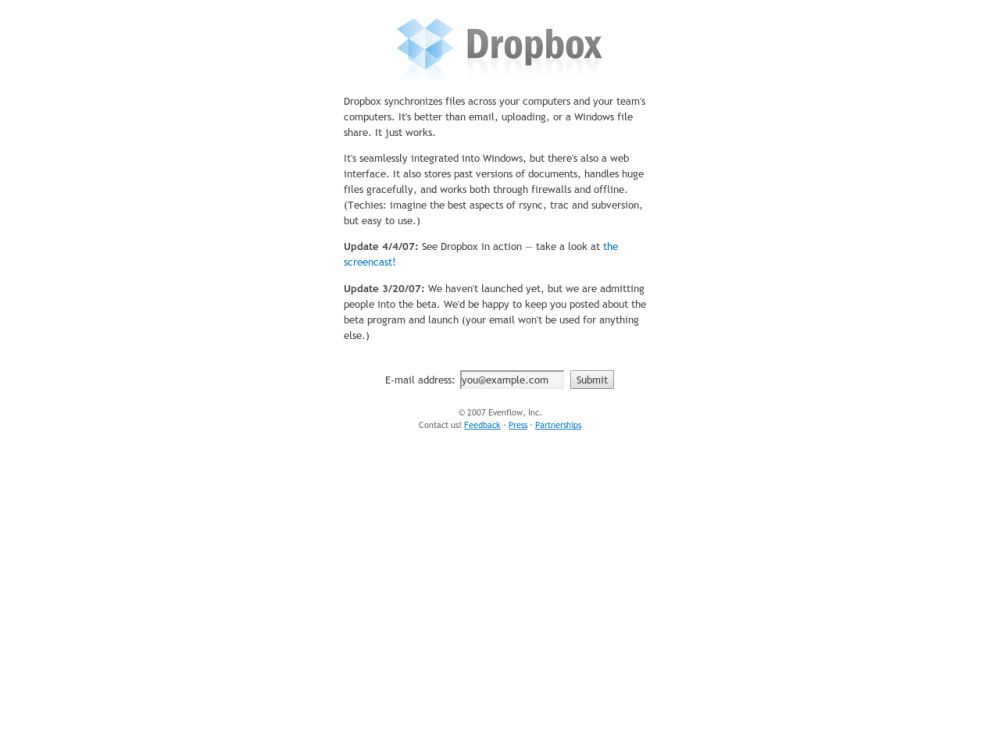 Dropbox
Dropbox synchronizes files across your computers and your team's
computers. It's better than email, uploading, or a Windows file
share. It just works.
It's seamlessly integrated into Windows, but there's also a web
interface. It also stores past versions of documents, handles huge
files gracefully, and works both through firewalls and offline.
(Techies: imagine the best aspects of rsync, trac and subversion,
but easy to use.)
Update 4/4/07: See Dropbox in action — take a look at the
screencast!
Update 3/20/07: We haven't launched yet, but we are admitting
people into the beta. We'd be happy to keep you posted about the
beta program and launch (your email won't be used for anything
else.)
E-mail address: you@example.com Submit
© 2007 Evenflow, Inc.
Contact us! Feedback · Press · Partnerships